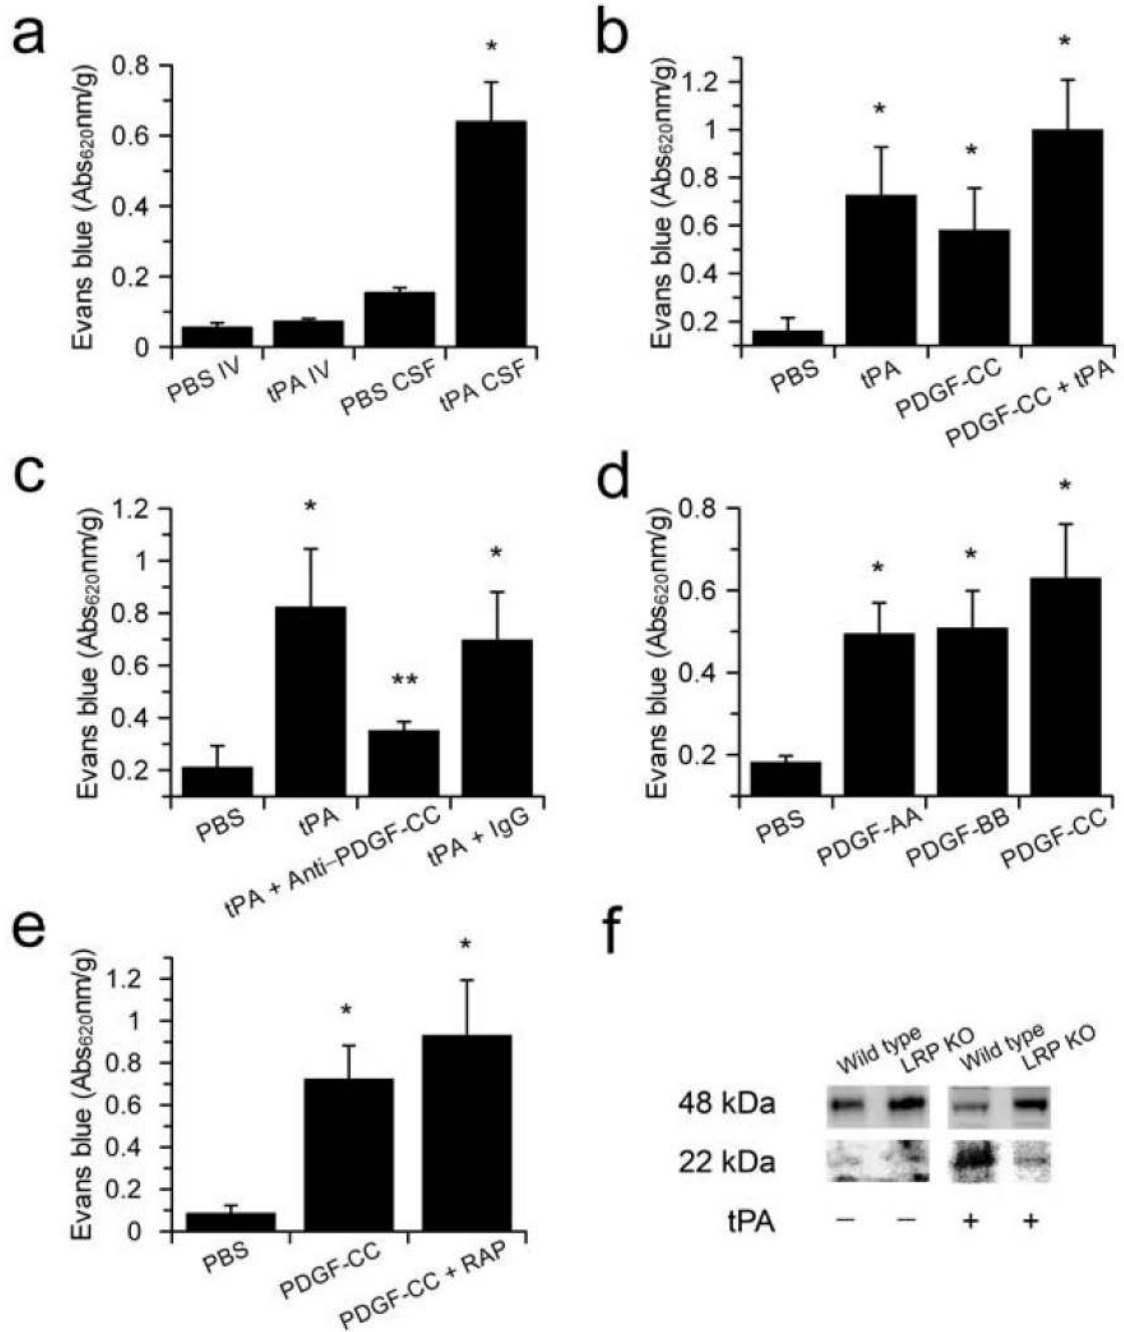 a
Evans blue (Abs620nm/g)
0.8
0.6
0.4
0.2
0
*
PBS IV
tPA IV
PBS CSF
tPA CSF
b
Evans blue (Abs620nm/g)
1.2
1
0.8
0.6
0.4
0.2
*
*
*
PBS
tPA
PDGF-CC
PDGF-CC + tPA
c
Evans blue (Abs620nm/g)
1.2
1
0.8
0.6
0.4
0.2
*
**
*
PBS
tPA
tPA + Anti–PDGF-CC
tPA + IgG
d
Evans blue (Abs620nm/g)
0.8
0.6
0.4
0.2
*
*
*
PBS
PDGF-AA
PDGF-BB
PDGF-CC
e
Evans blue (Abs620nm/g)
1.2
1
0.8
0.6
0.4
0.2
0
*
*
PBS
PDGF-CC
PDGF-CC + RAP
f
Wild type
LRP KO
Wild type
LRP KO
48 kDa
22 kDa
tPA − − + +